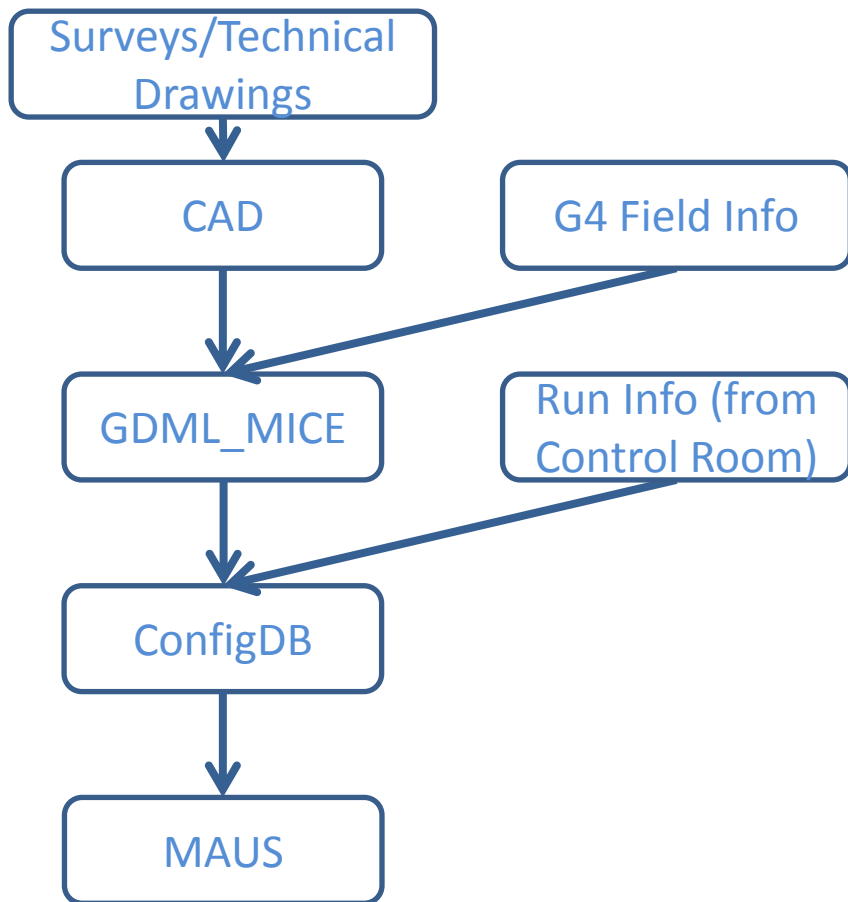 Surveys/Technical
Drawings
CAD
G4 Field Info
GDML_MICE
Run Info (from
Control Room)
ConfigDB
MAUS